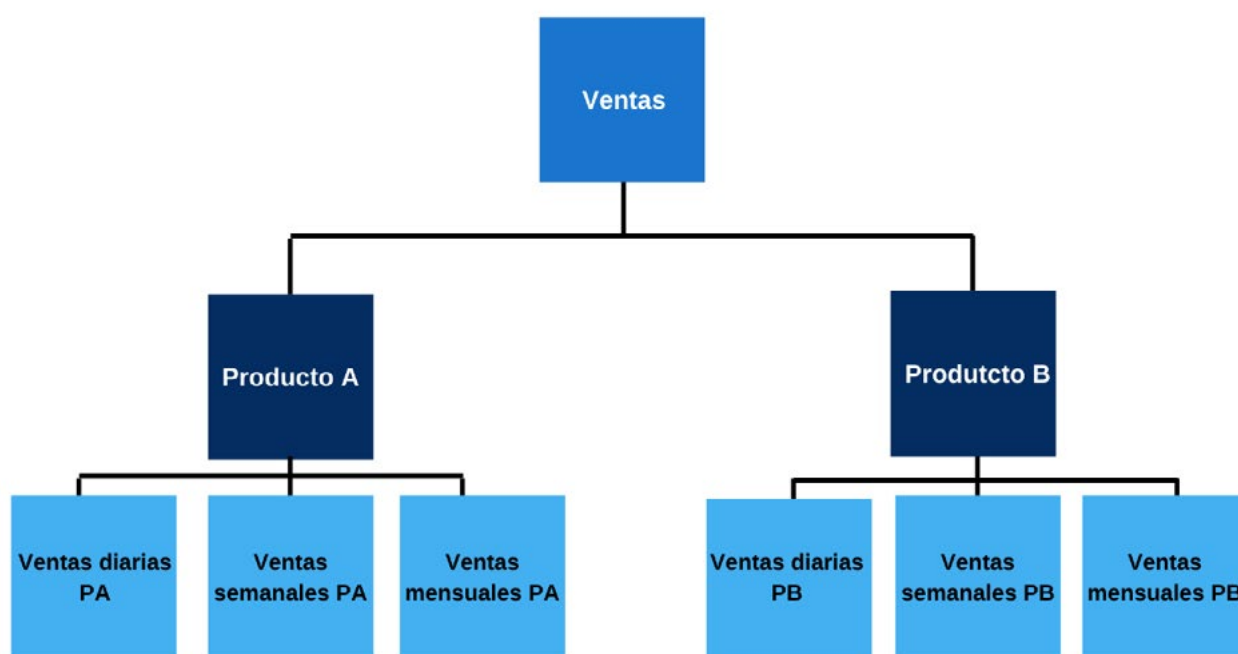 Ventas
Producto A
Produtcto B
Ventas diarias
PA
Ventas
semanales PA
Ventas
mensuales PA
Ventas diarias
PB
Ventas
semanales PB
Ventas
mensuales PB